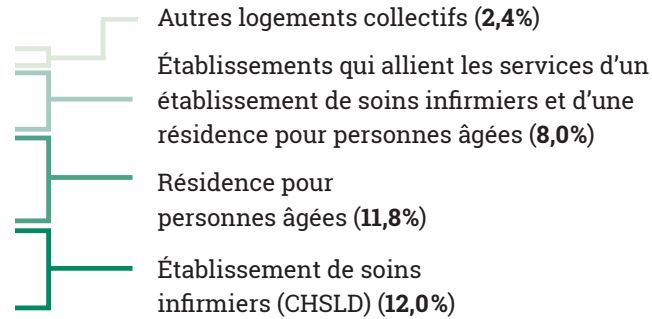 Autres logements collectifs (2,4%)
Établissements qui allient les services d’un
établissement de soins infirmiers et d’une
résidence pour personnes âgées (8,0%)
Résidence pour
personnes âgées (11,8%)
Établissement de soins
infirmiers (CHSLD) (12,0%)